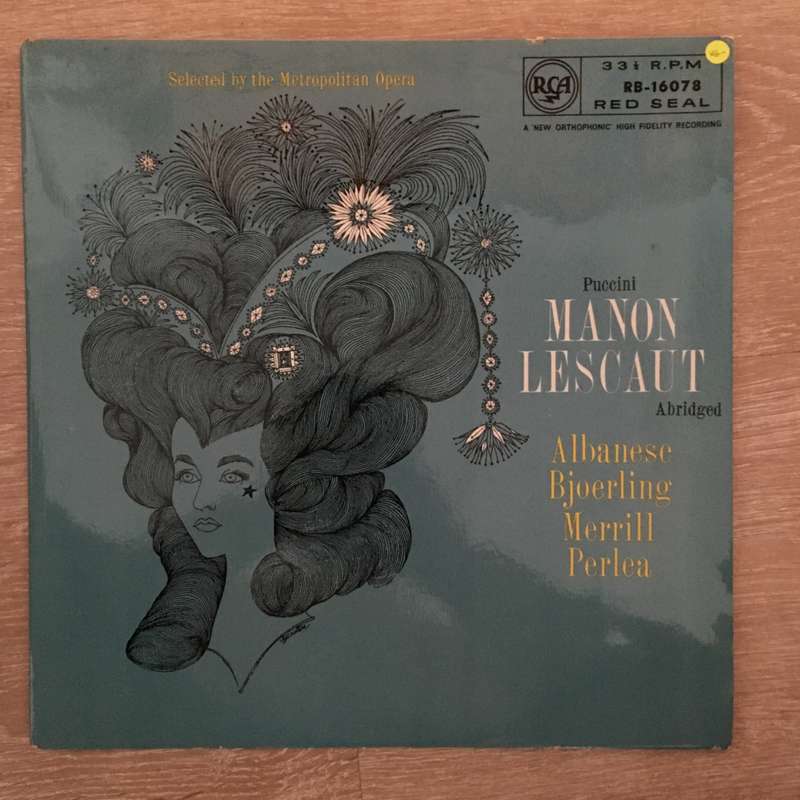 Selected by the Metropolitan Opera
RCA
33⅓ R.P.M
RB-16078
RED SEAL
A 'NEW ORTHOPHONIC' HIGH FIDELITY RECORDING
Puccini
MANON
LESCAUT
Abridged
Albanese
Bjoerling
Merrill
Perlea